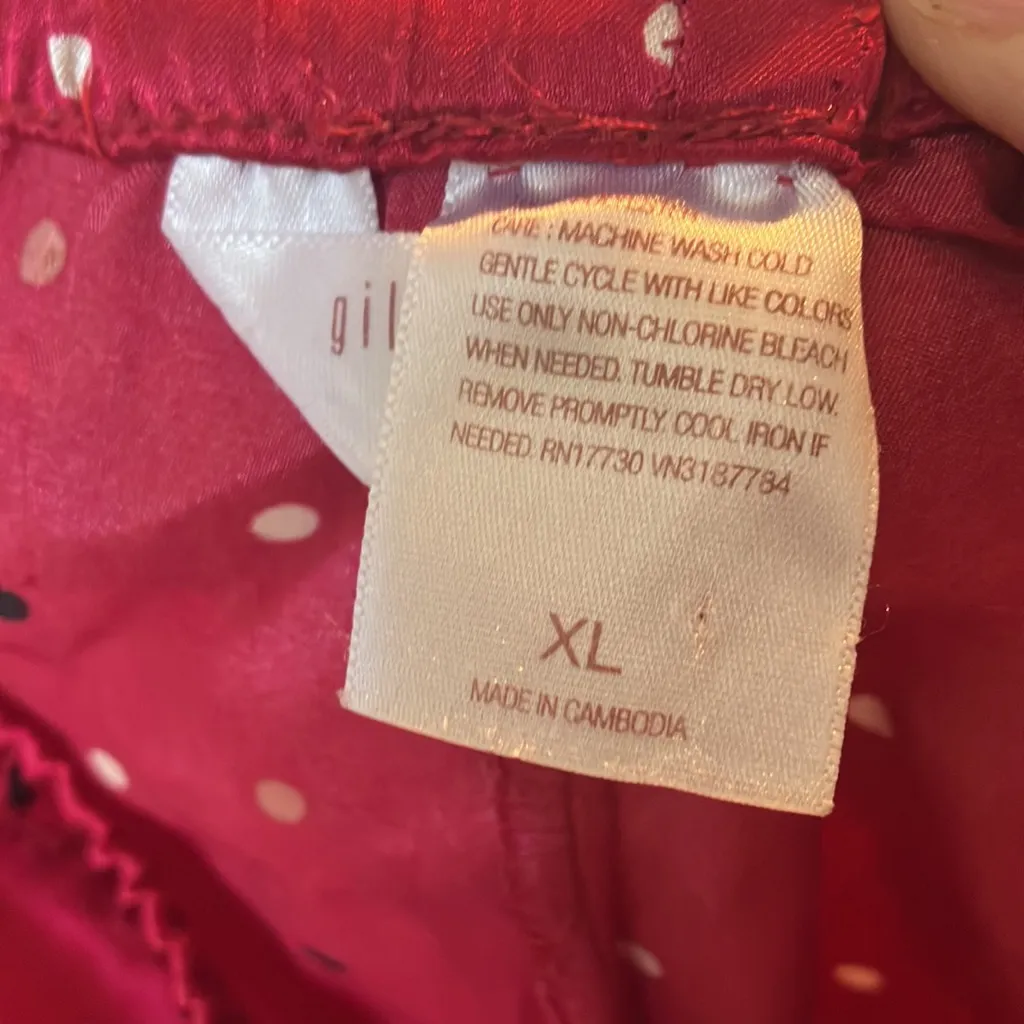 gil
CARE : MACHINE WASH COLD
GENTLE CYCLE WITH LIKE COLORS
USE ONLY NON-CHLORINE BLEACH
WHEN NEEDED. TUMBLE DRY LOW.
REMOVE PROMPTLY. COOL IRON IF
NEEDED. RN17730 VN3187784
XL
MADE IN CAMBODIA